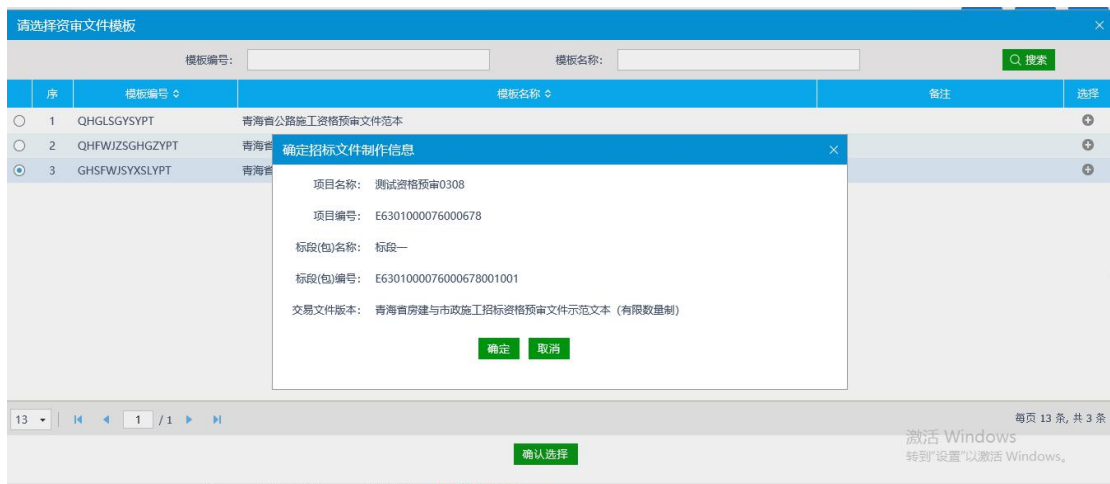 请选择资审文件模板
模板编号: 模板名称: 搜索
序 模板编号 模板名称 备注 选择
1 QHGLSGYSYPT 青海省公路施工资格预审文件范本
2 QHFWJZSGHGZYPT 青海省
3 GHSFWJSYXSLYPT 青海省
确定招标文件制作信息
项目名称: 测试资格预审0308
项目编号: E6301000076000678
标段(包)名称: 标段一
标段(包)编号: E6301000076000678001001
交易文件版本: 青海省房建与市政施工招标资格预审文件示范文本 (有限数量制)
确定 取消
13 1 / 1 每页 13 条, 共 3 条
确认选择
激活 Windows
转到"设置"以激活 Windows。